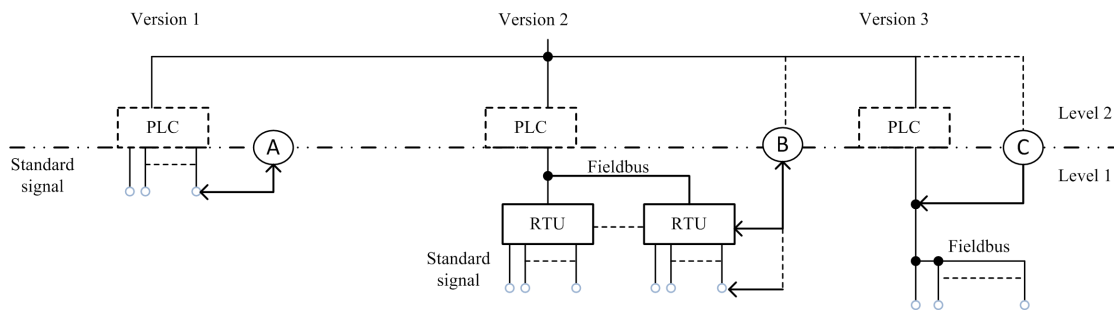 Version 1
Version 2
Version 3
PLC
PLC
PLC
Level 2
A
B
C
Standard
signal
Fieldbus
Level 1
RTU
RTU
Standard
signal
Fieldbus